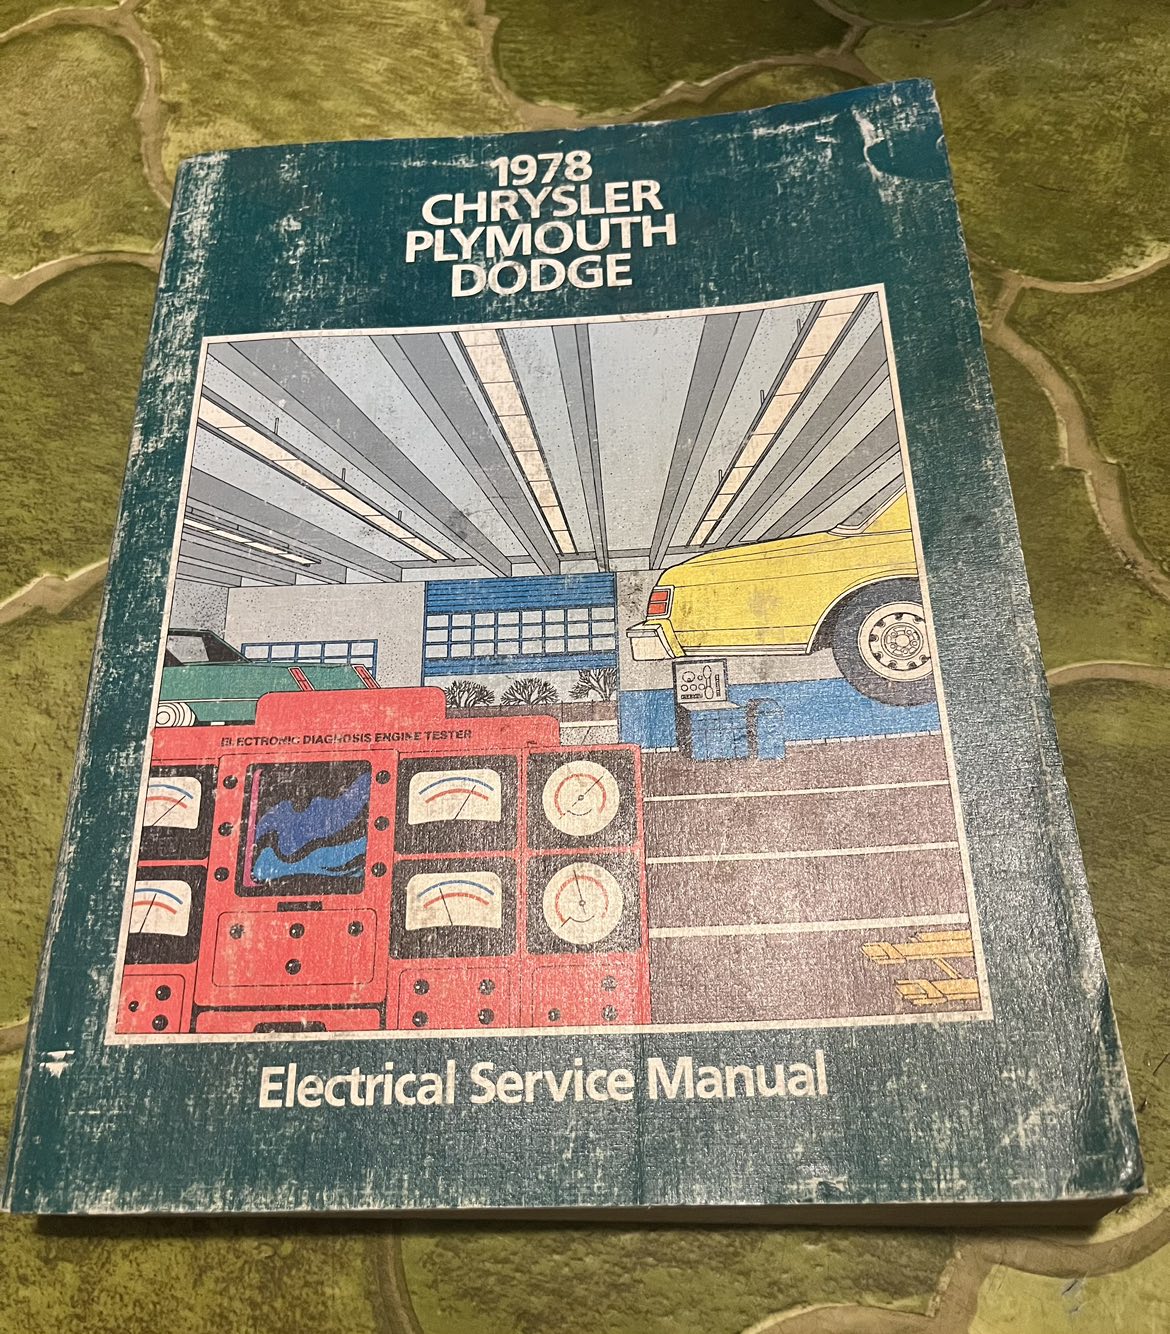 1978
CHRYSLER
PLYMOUTH
DODGE
ELECTRONIC DIAGNOSIS ENGINE TESTER
Electrical Service Manual